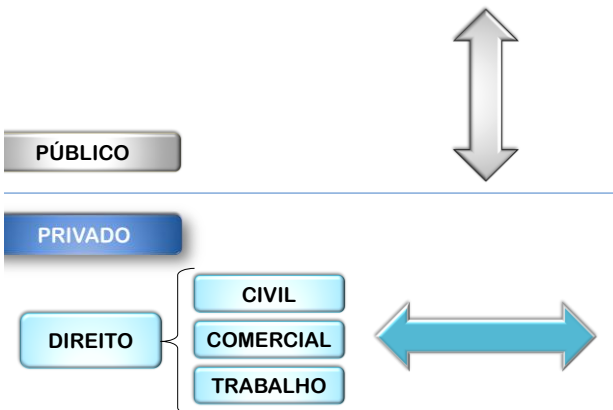 PÚBLICO
PRIVADO
DIREITO
CIVIL
COMERCIAL
TRABALHO